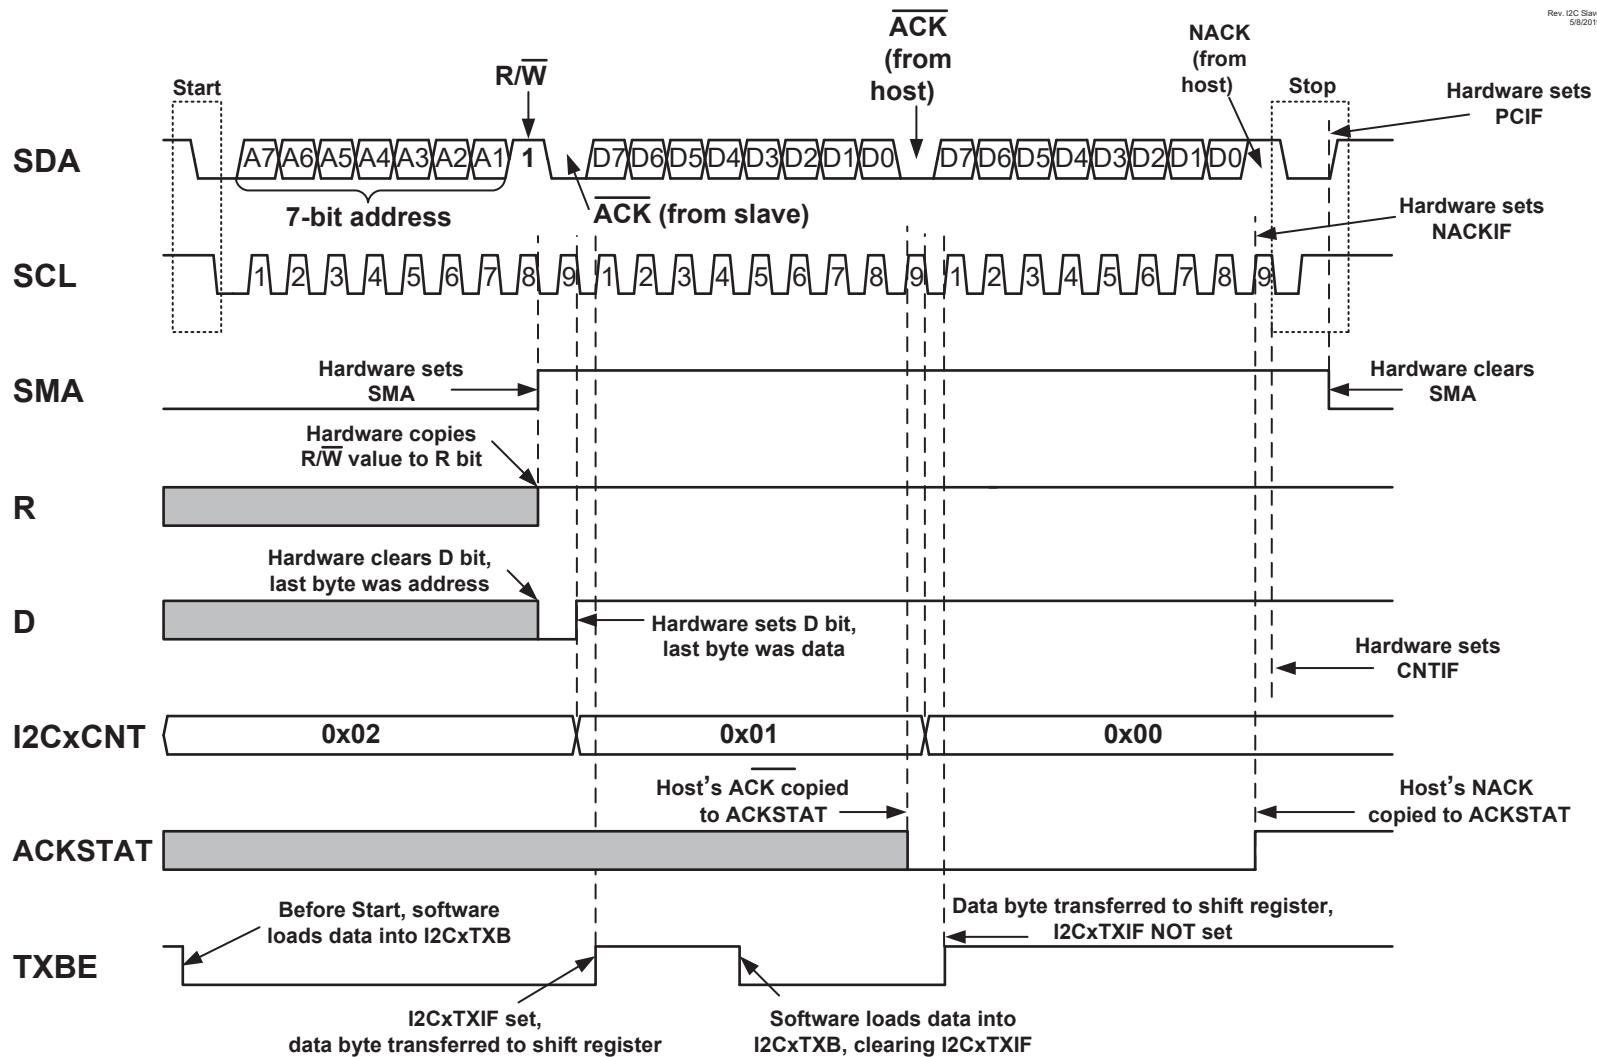 Rev. I2C Slav
5/8/201
ACK
(from
host)
NACK
(from
host)
R/W
Start
Stop
Hardware sets
PCIF
SDA
A7 A6 A5 A4 A3 A2 A1 1 D7 D6 D5 D4 D3 D2 D1 D0 D7 D6 D5 D4 D3 D2 D1 D0
7-bit address
ACK (from slave)
Hardware sets
NACKIF
SCL
1 2 3 4 5 6 7 8 9 1 2 3 4 5 6 7 8 9 1 2 3 4 5 6 7 8 9
SMA
Hardware sets
SMA
Hardware clears
SMA
Hardware copies
R/W value to R bit
R
Hardware clears D bit,
last byte was address
D
Hardware sets D bit,
last byte was data
Hardware sets
CNTIF
I2CxCNT
0x02 0x01 0x00
Host's ACK copied
to ACKSTAT
Host's NACK
copied to ACKSTAT
ACKSTAT
Before Start, software
loads data into I2CxTXB
Data byte transferred to shift register,
I2CxTXIF NOT set
TXBE
I2CxTXIF set,
data byte transferred to shift register
Software loads data into
I2CxTXB, clearing I2CxTXIF